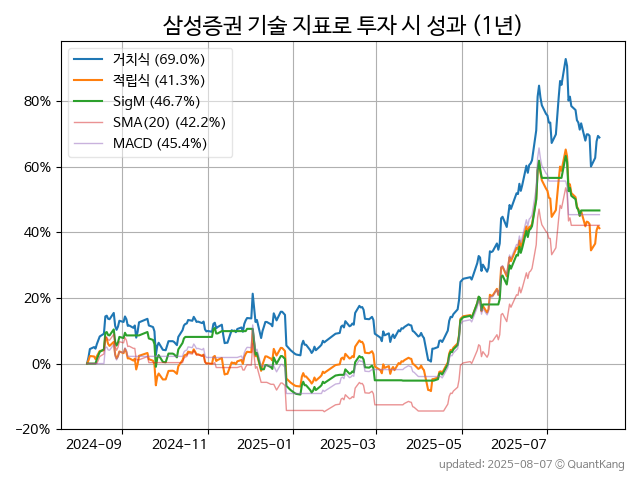 삼성증권 기술 지표로 투자 시 성과 (1년)
거치식 (69.0%)
적립식 (41.3%)
SigM (46.7%)
SMA(20) (42.2%)
MACD (45.4%)
80%
60%
40%
20%
0%
−20%
2024-09 2024-11 2025-01 2025-03 2025-05 2025-07
updated: 2025-08-07 © QuantKang